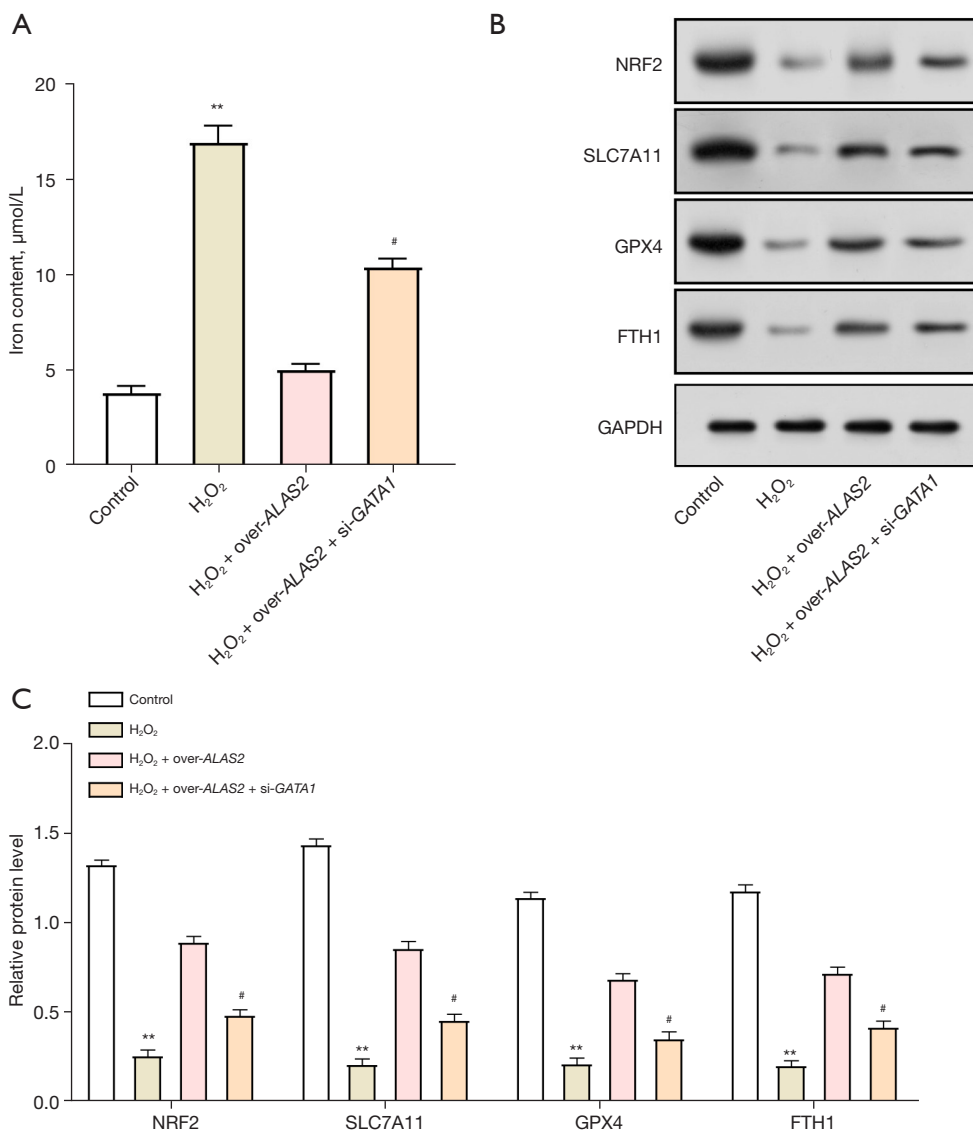 A
Iron content, μmol/L
20
15
10
5
0
**
#
Control
H₂O₂
H₂O₂ + over-ALAS2
H₂O₂ + over-ALAS2 + si-GATA1
B
NRF2
SLC7A11
GPX4
FTH1
GAPDH
Control
H₂O₂
H₂O₂ + over-ALAS2
H₂O₂ + over-ALAS2 + si-GATA1
C
Control
H₂O₂
H₂O₂ + over-ALAS2
H₂O₂ + over-ALAS2 + si-GATA1
Relative protein level
2.0
1.5
1.0
0.5
0.0
**
#
**
#
**
#
**
#
NRF2
SLC7A11
GPX4
FTH1